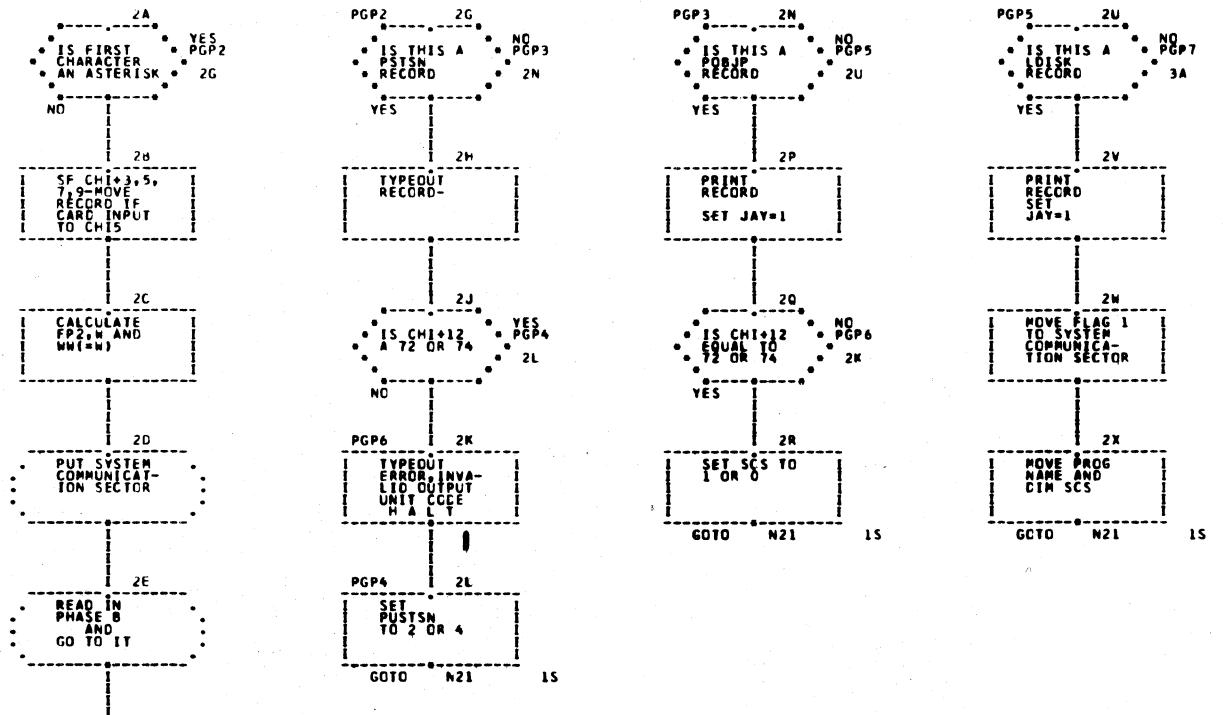 2A
YES
IS FIRST PGP2
CHARACTER
AN ASTERISK 2G
NO
2B
SF CHI+3,5,
7,9-MOVE
RECORD IF
CARD INPUT
TO CHI5
2C
CALCULATE
FP2,W AND
WW(=W)
2D
PUT SYSTEM
COMMUNICAT-
ION SECTOR
2E
READ IN
PHASE B
AND
GO TO IT
PGP2 2G
NO
IS THIS A PGP3
PSTSN
RECORD 2N
YES
2H
TYPEOUT
RECORD-
2J
YES
IS CHI+12 PGP4
A 72 OR 74
2L
NO
PGP6 2K
TYPEOUT
ERROR,INVA-
LID OUTPUT
UNIT CODE
H A L T
PGP4 2L
SET
PUSTSN
TO 2 OR 4
GOTO N21 1S
PGP3 2N
NO
IS THIS A PGP5
POBJP
RECORD 2U
YES
2P
PRINT
RECORD
SET JAY=1
2Q
NO
IS CHI+12 PGP6
EQUAL TO
72 OR 74 2K
YES
2R
SET SCS TO
1 OR 0
GOTO N21 1S
PGP5 2U
NO
IS THIS A PGP7
LDISK
RECORD 3A
YES
2V
PRINT
RECORD
SET
JAY=1
2W
MOVE FLAG 1
TO SYSTEM
COMMUNICA-
TION SECTOR
2X
MOVE PROG
NAME AND
DIM SCS
GOTO N21 1S